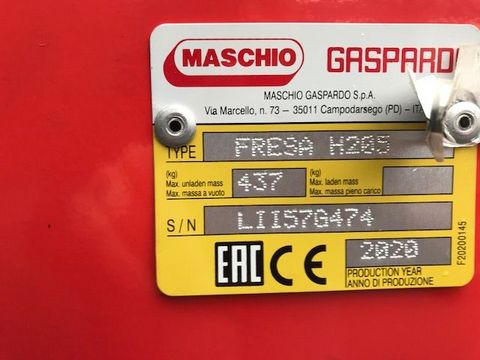 MASCHIO GASPARDO
MASCHIO GASPARDO S.p.A.
Via Marcello, n. 73 – 35011 Campodarsego (PD) –
TYPE FRESA H205
(kg)
Max. unladen mass
Max. massa a vuoto
437
(kg)
Max. laden mass
Max. massa pieno carico
S/N LII57G474
EAC CE
2020
PRODUCTION YEAR
ANNO DI PRODUZIONE
F20200145